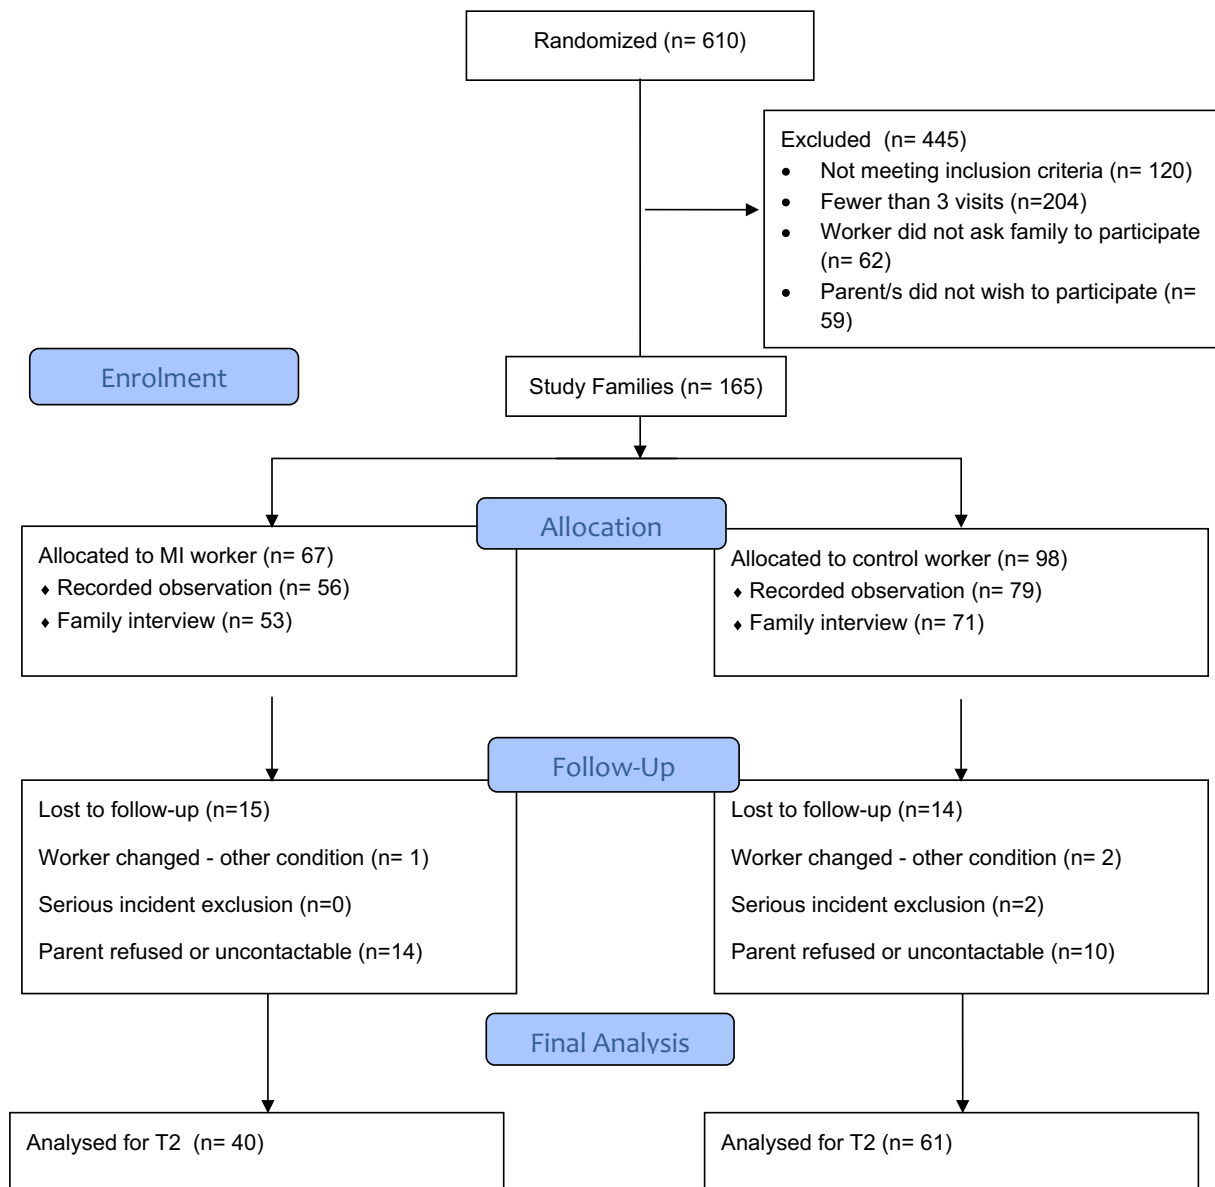 Randomized (n= 610)
Excluded  (n= 445)
• Not meeting inclusion criteria (n= 120)
• Fewer than 3 visits (n=204)
• Worker did not ask family to participate
(n= 62)
• Parent/s did not wish to participate (n=
59)
Enrolment
Study Families (n= 165)
Allocation
Allocated to MI worker (n= 67)
♦ Recorded observation (n= 56)
♦ Family interview (n= 53)
Allocated to control worker (n= 98)
♦ Recorded observation (n= 79)
♦ Family interview (n= 71)
Follow-Up
Lost to follow-up (n=15)
Worker changed - other condition (n= 1)
Serious incident exclusion (n=0)
Parent refused or uncontactable (n=14)
Lost to follow-up (n=14)
Worker changed - other condition (n= 2)
Serious incident exclusion (n=2)
Parent refused or uncontactable (n=10)
Final Analysis
Analysed for T2  (n= 40)
Analysed for T2 (n= 61)